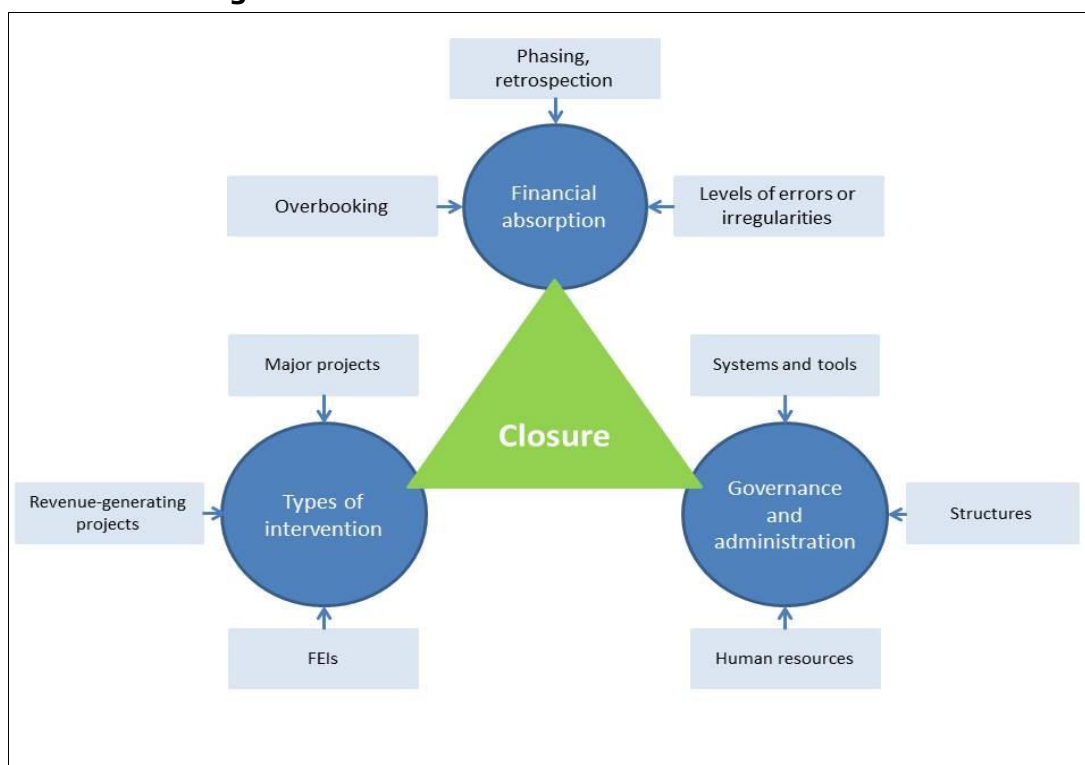 Phasing,
retrospection
Overbooking
Financial
absorption
Levels of errors or
irregularities
Major projects
Systems and tools
Closure
Revenue-generating
projects
Types of
intervention
Governance
and
administration
Structures
FEIs
Human resources